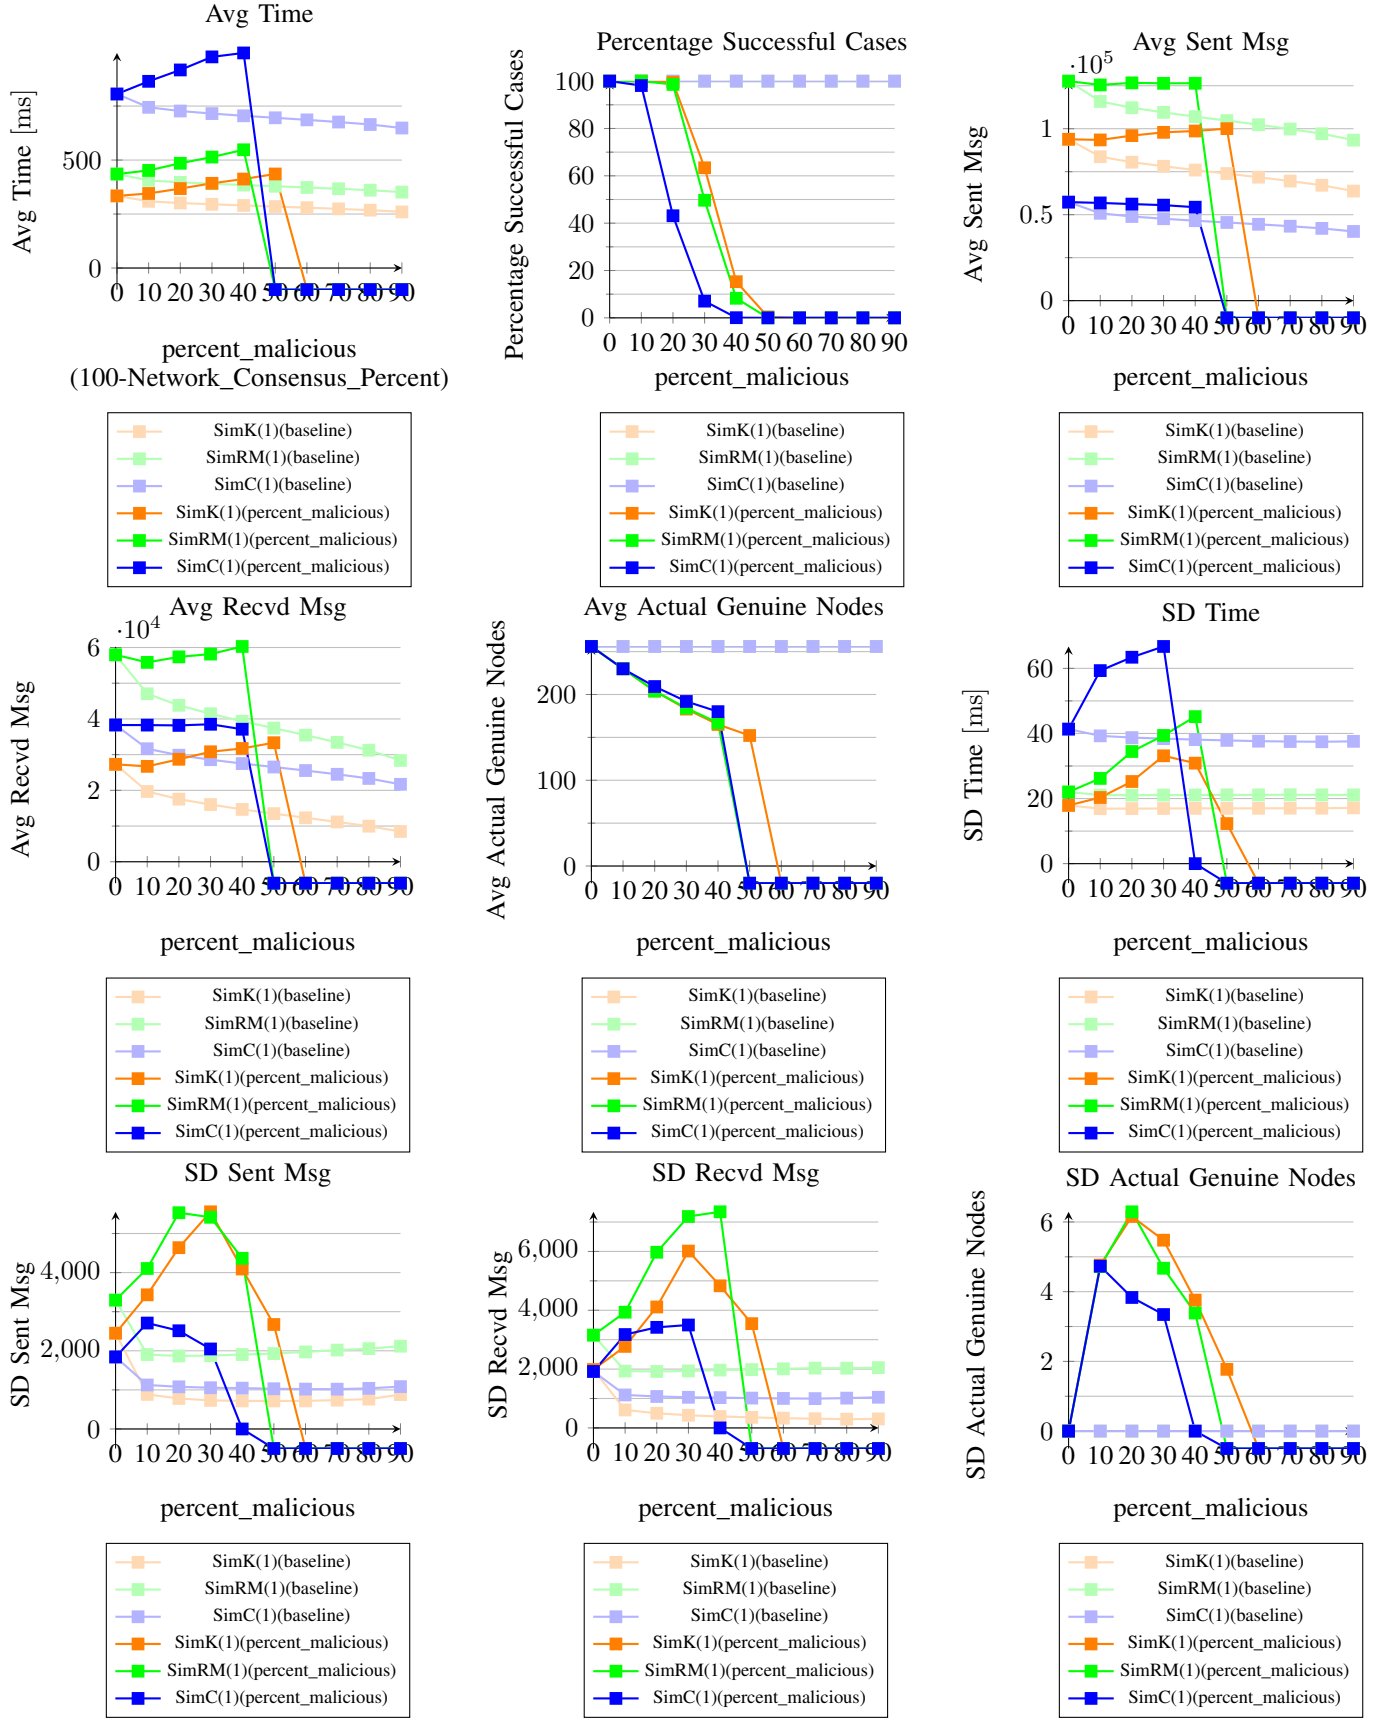 Avg Time
Avg Time [ms]
500
0
0 10 20 30 40 50 60 70 80 90
percent_malicious
(100-Network_Consensus_Percent)
SimK(1)(baseline)
SimRM(1)(baseline)
SimC(1)(baseline)
SimK(1)(percent_malicious)
SimRM(1)(percent_malicious)
SimC(1)(percent_malicious)
Percentage Successful Cases
Percentage Successful Cases
100
80
60
40
20
0
0 10 20 30 40 50 60 70 80 90
percent_malicious
SimK(1)(baseline)
SimRM(1)(baseline)
SimC(1)(baseline)
SimK(1)(percent_malicious)
SimRM(1)(percent_malicious)
SimC(1)(percent_malicious)
Avg Sent Msg
·10^5
Avg Sent Msg
1
0.5
0
0 10 20 30 40 50 60 70 80 90
percent_malicious
SimK(1)(baseline)
SimRM(1)(baseline)
SimC(1)(baseline)
SimK(1)(percent_malicious)
SimRM(1)(percent_malicious)
SimC(1)(percent_malicious)
Avg Recvd Msg
·10^4
Avg Recvd Msg
6
4
2
0
0 10 20 30 40 50 60 70 80 90
percent_malicious
SimK(1)(baseline)
SimRM(1)(baseline)
SimC(1)(baseline)
SimK(1)(percent_malicious)
SimRM(1)(percent_malicious)
SimC(1)(percent_malicious)
Avg Actual Genuine Nodes
Avg Actual Genuine Nodes
200
100
0
0 10 20 30 40 50 60 70 80 90
percent_malicious
SimK(1)(baseline)
SimRM(1)(baseline)
SimC(1)(baseline)
SimK(1)(percent_malicious)
SimRM(1)(percent_malicious)
SimC(1)(percent_malicious)
SD Time
SD Time [ms]
60
40
20
0
0 10 20 30 40 50 60 70 80 90
percent_malicious
SimK(1)(baseline)
SimRM(1)(baseline)
SimC(1)(baseline)
SimK(1)(percent_malicious)
SimRM(1)(percent_malicious)
SimC(1)(percent_malicious)
SD Sent Msg
SD Sent Msg
4,000
2,000
0
0 10 20 30 40 50 60 70 80 90
percent_malicious
SimK(1)(baseline)
SimRM(1)(baseline)
SimC(1)(baseline)
SimK(1)(percent_malicious)
SimRM(1)(percent_malicious)
SimC(1)(percent_malicious)
SD Recvd Msg
SD Recvd Msg
6,000
4,000
2,000
0
0 10 20 30 40 50 60 70 80 90
percent_malicious
SimK(1)(baseline)
SimRM(1)(baseline)
SimC(1)(baseline)
SimK(1)(percent_malicious)
SimRM(1)(percent_malicious)
SimC(1)(percent_malicious)
SD Actual Genuine Nodes
SD Actual Genuine Nodes
6
4
2
0
0 10 20 30 40 50 60 70 80 90
percent_malicious
SimK(1)(baseline)
SimRM(1)(baseline)
SimC(1)(baseline)
SimK(1)(percent_malicious)
SimRM(1)(percent_malicious)
SimC(1)(percent_malicious)